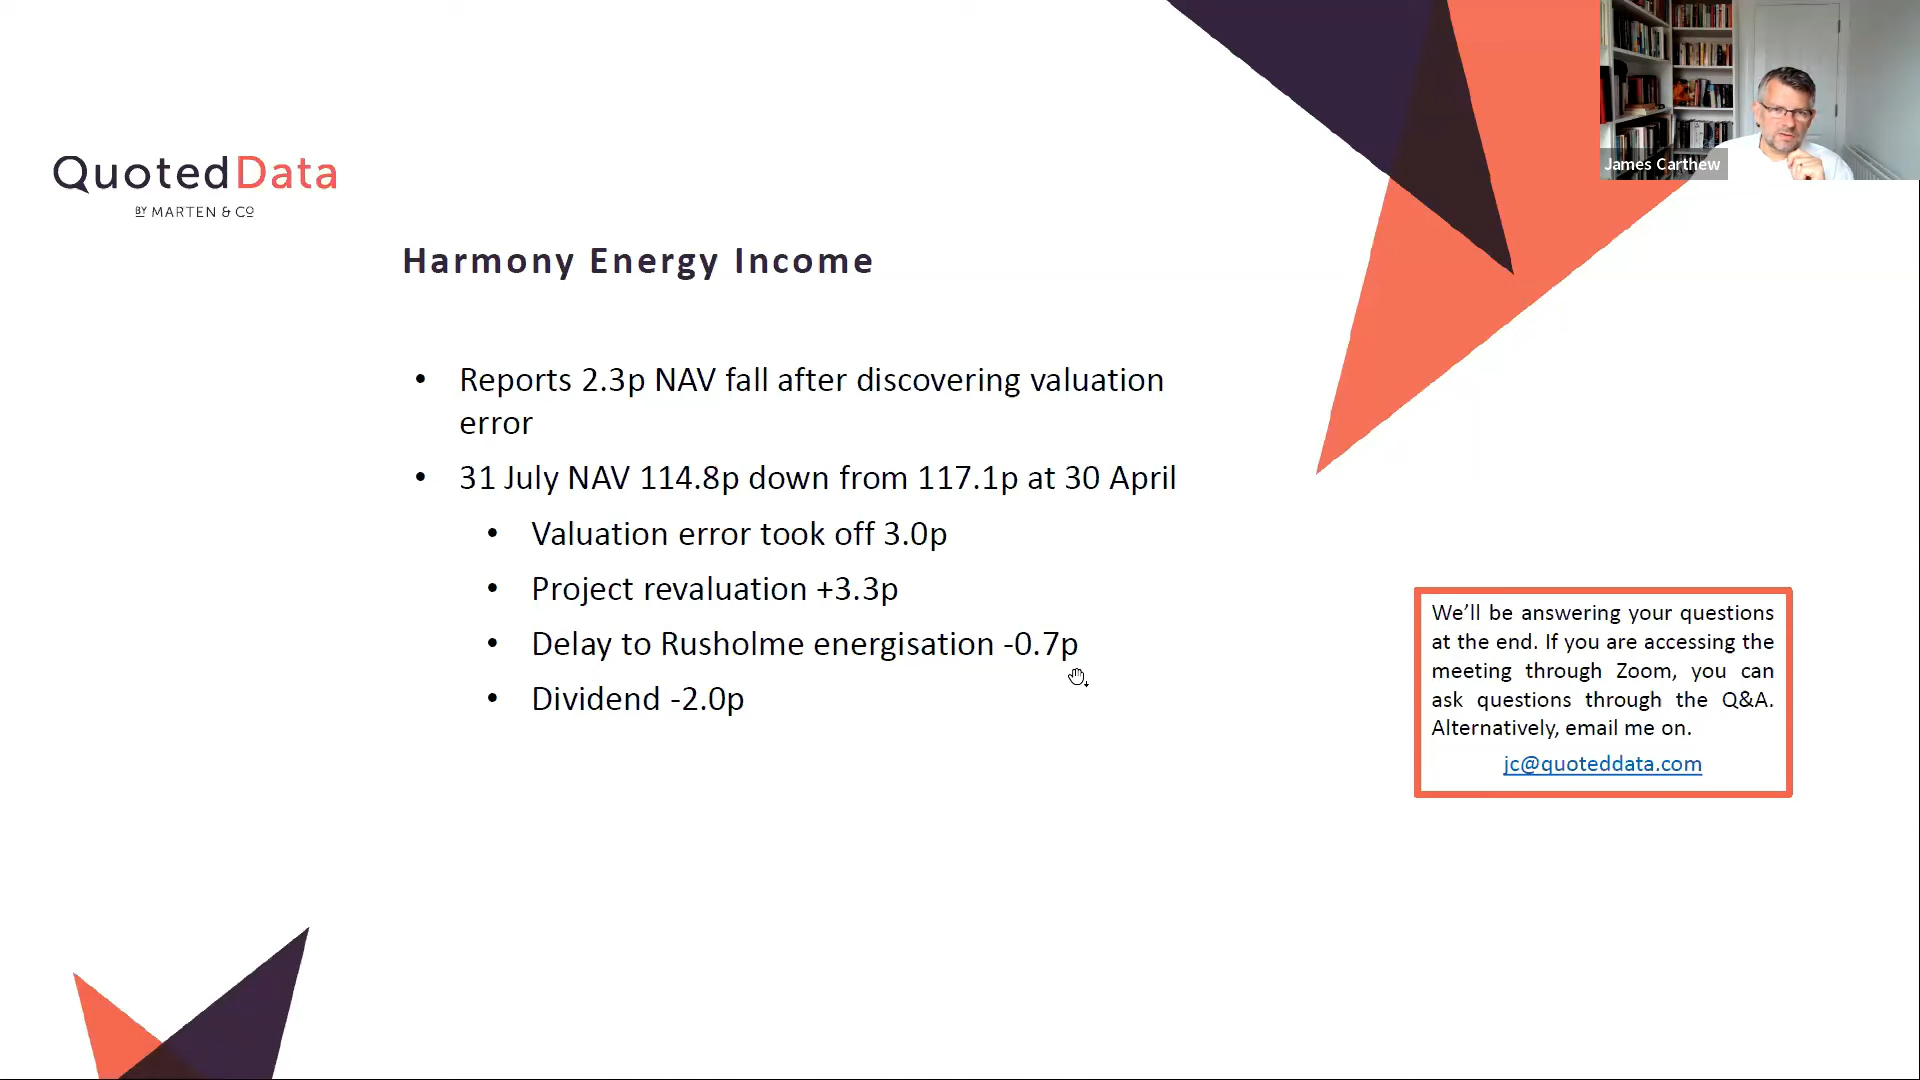 James Carthew
QuotedData
BY MARTEN & CO
Harmony Energy Income
• Reports 2.3p NAV fall after discovering valuation
error
• 31 July NAV 114.8p down from 117.1p at 30 April
• Valuation error took off 3.0p
• Project revaluation +3.3p
• Delay to Rusholme energisation -0.7p
• Dividend -2.0p
We'll be answering your questions
at the end. If you are accessing the
meeting through Zoom, you can
ask questions through the Q&A.
Alternatively, email me on.
jc@quoteddata.com